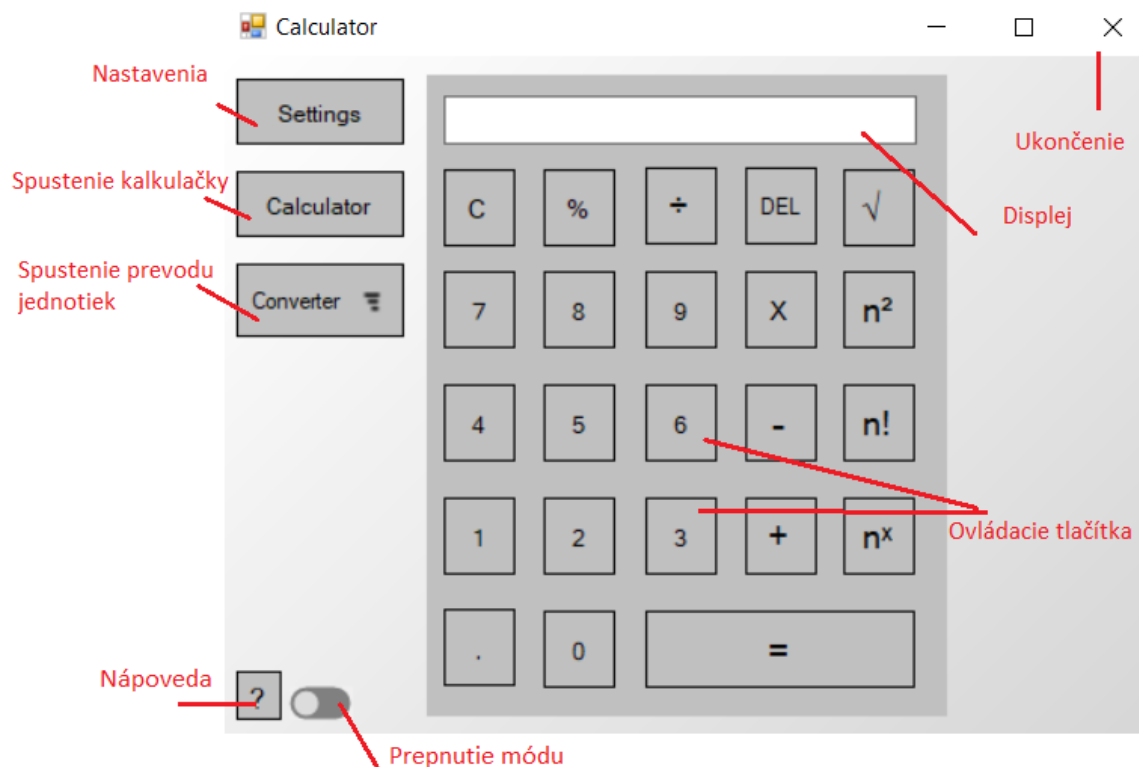 Calculator
Nastavenia
Settings
Ukončenie
Spustenie kalkulačky
Calculator
C % ÷ DEL √
Displej
Spustenie prevodu
jednotiek
Converter
7 8 9 X n²
4 5 6 - n!
1 2 3 + nˣ
Ovládacie tlačítka
. 0 =
Nápoveda
?
Prepnutie módu